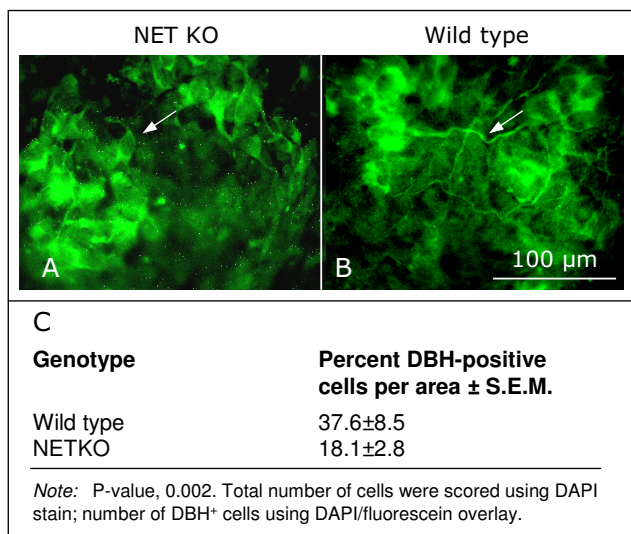 NET KO
Wild type
A
B
100 μm
C
Genotype
Percent DBH-positive
cells per area ± S.E.M.
Wild type 37.6±8.5
NETKO 18.1±2.8
Note: P-value, 0.002. Total number of cells were scored using DAPI
stain; number of DBH⁺ cells using DAPI/fluorescein overlay.